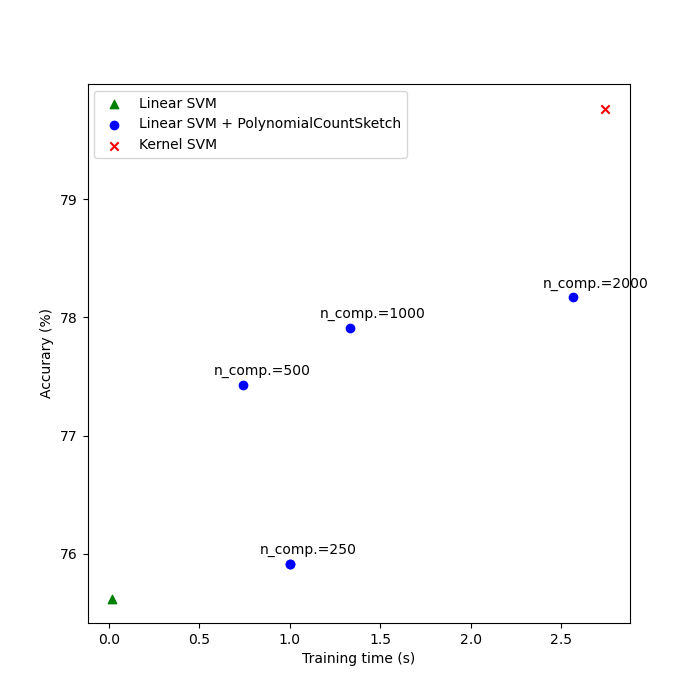 Linear SVM
Linear SVM + PolynomialCountSketch
Kernel SVM
79
78
77
76
Accurary (%)
n_comp.=2000
n_comp.=1000
n_comp.=500
n_comp.=250
0.0 0.5 1.0 1.5 2.0 2.5
Training time (s)